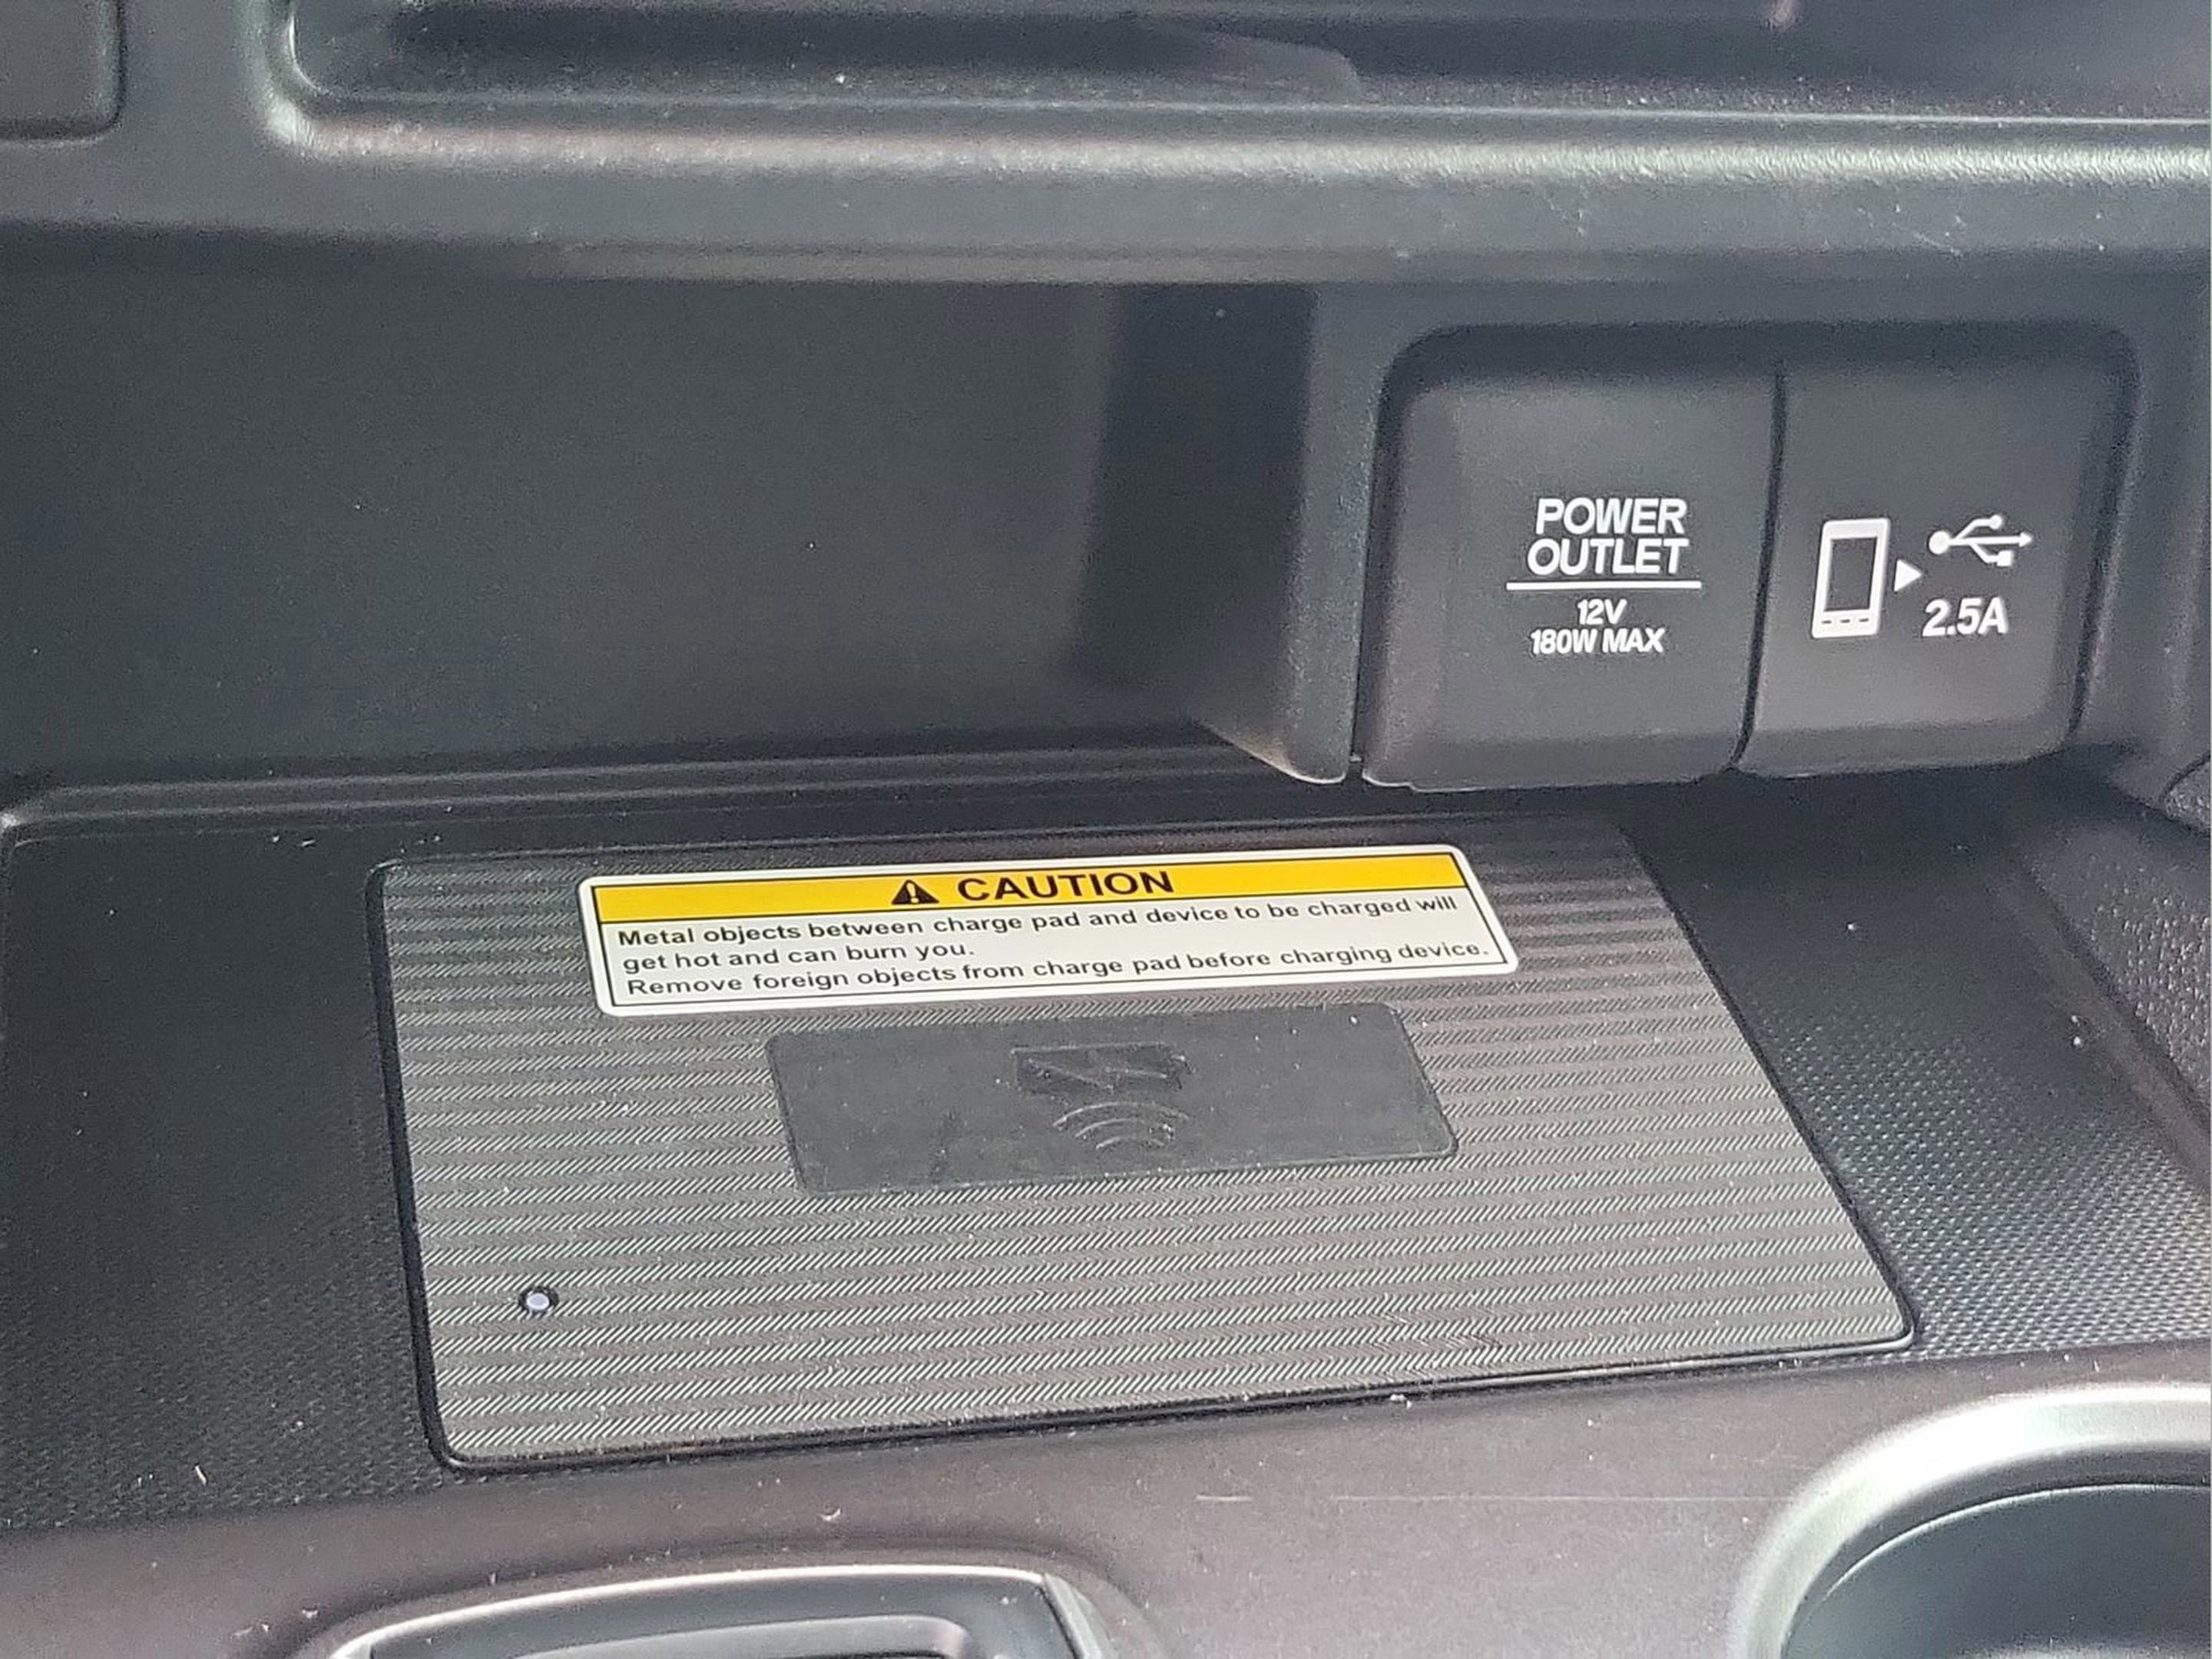 POWER
OUTLET
12V
180W MAX
2.5A
CAUTION
Metal objects between charge pad and device to be charged will
get hot and can burn you.
Remove foreign objects from charge pad before charging device.